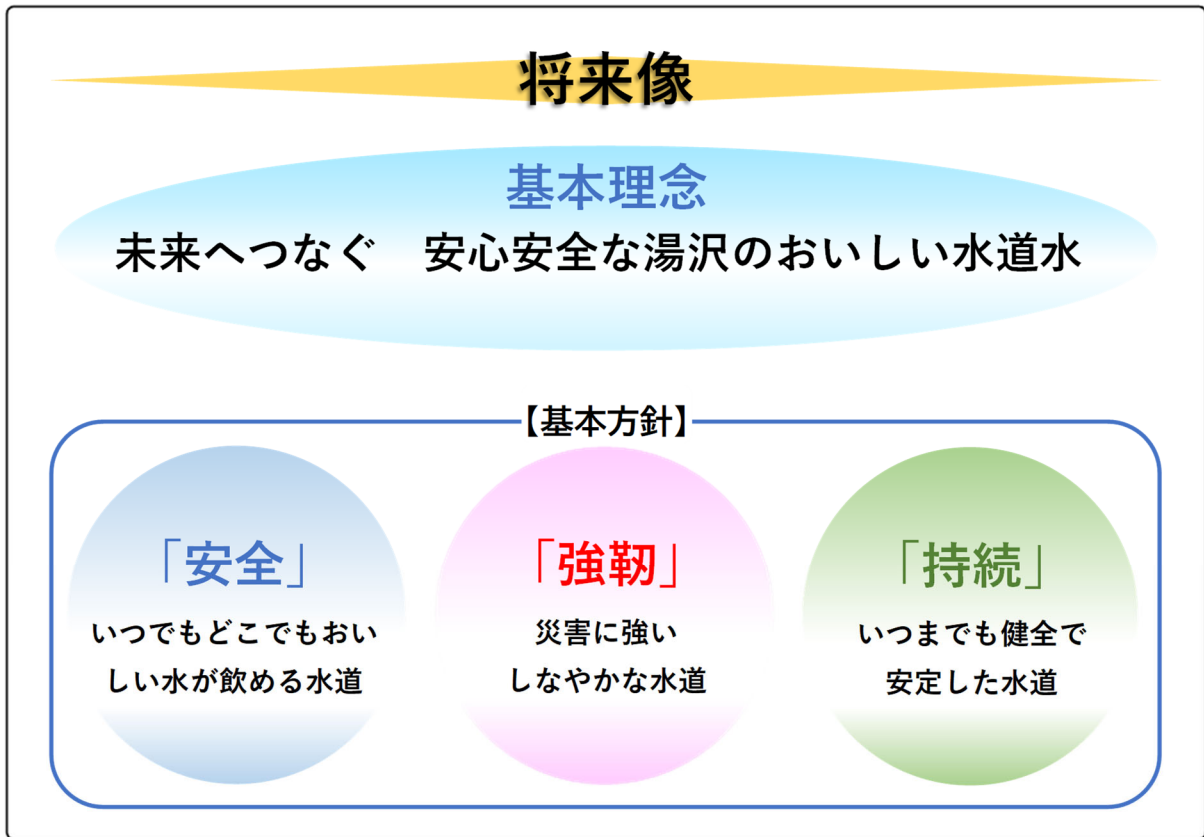 将来像
基本理念
未来へつなぐ　安心安全な湯沢のおいしい水道水
【基本方針】
「安全」
いつでもどこでもおい
しい水が飲める水道
「強靭」
災害に強い
しなやかな水道
「持続」
いつまでも健全で
安定した水道